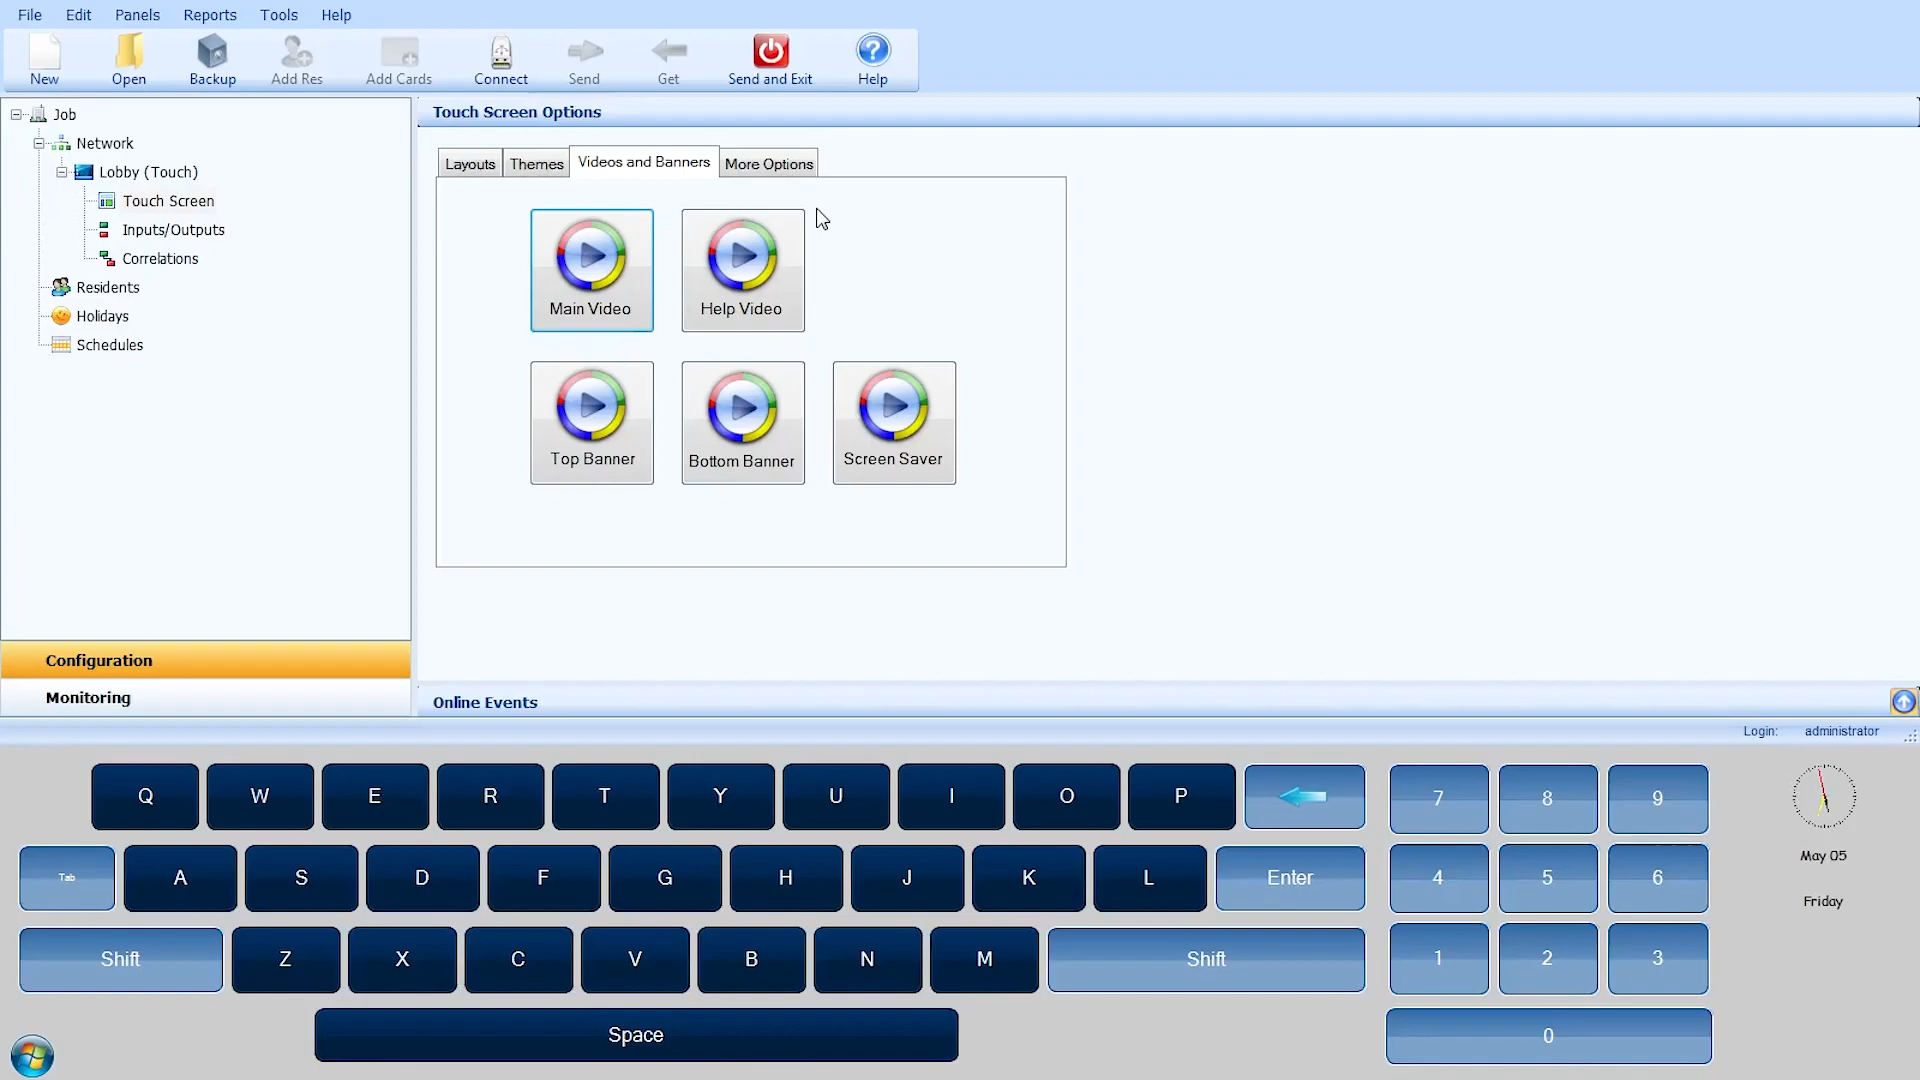 File Edit Panels Reports Tools Help
New Open Backup Add Res Add Cards Connect Send Get Send and Exit Help
Job
Network
Lobby (Touch)
Touch Screen
Inputs/Outputs
Correlations
Residents
Holidays
Schedules
Configuration
Monitoring
Touch Screen Options
Layouts Themes Videos and Banners More Options
Main Video Help Video
Top Banner Bottom Banner Screen Saver
Online Events
Login: administrator
Q W E R T Y U I O P 7 8 9
Tab A S D F G H J K L Enter 4 5 6
Shift Z X C V B N M Shift 1 2 3
Space 0
May 05
Friday